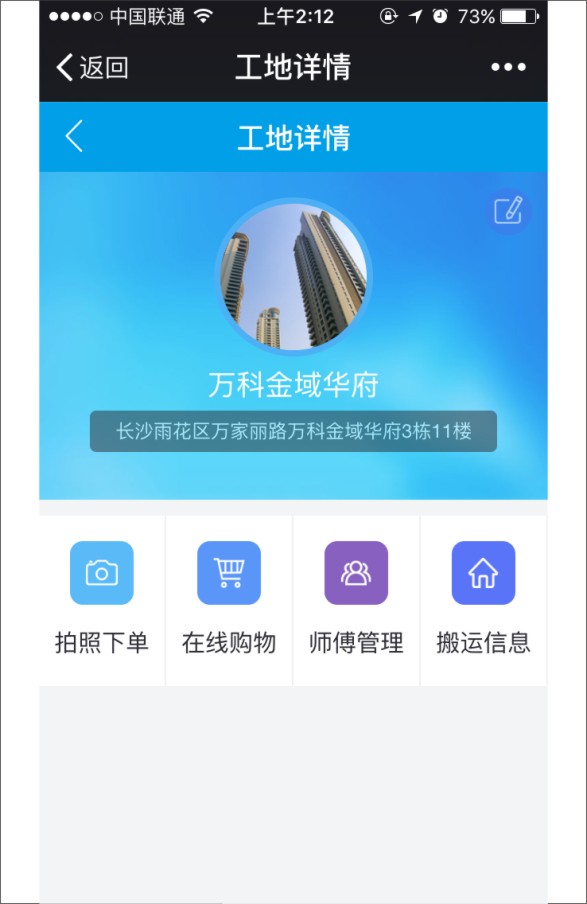 中国联通 上午2:12 73%
返回 工地详情
工地详情
万科金域华府
长沙雨花区万家丽路万科金域华府3栋11楼
拍照下单 在线购物 师傅管理 搬运信息